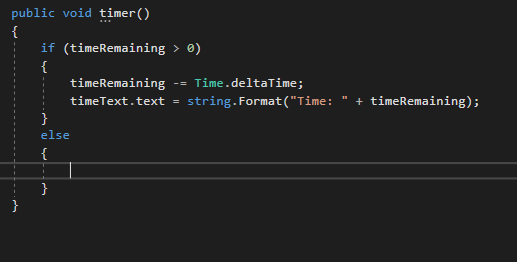 public void timer()
{
if (timeRemaining > 0)
{
timeRemaining -= Time.deltaTime;
timeText.text = string.Format("Time: " + timeRemaining);
}
else
{
}
}